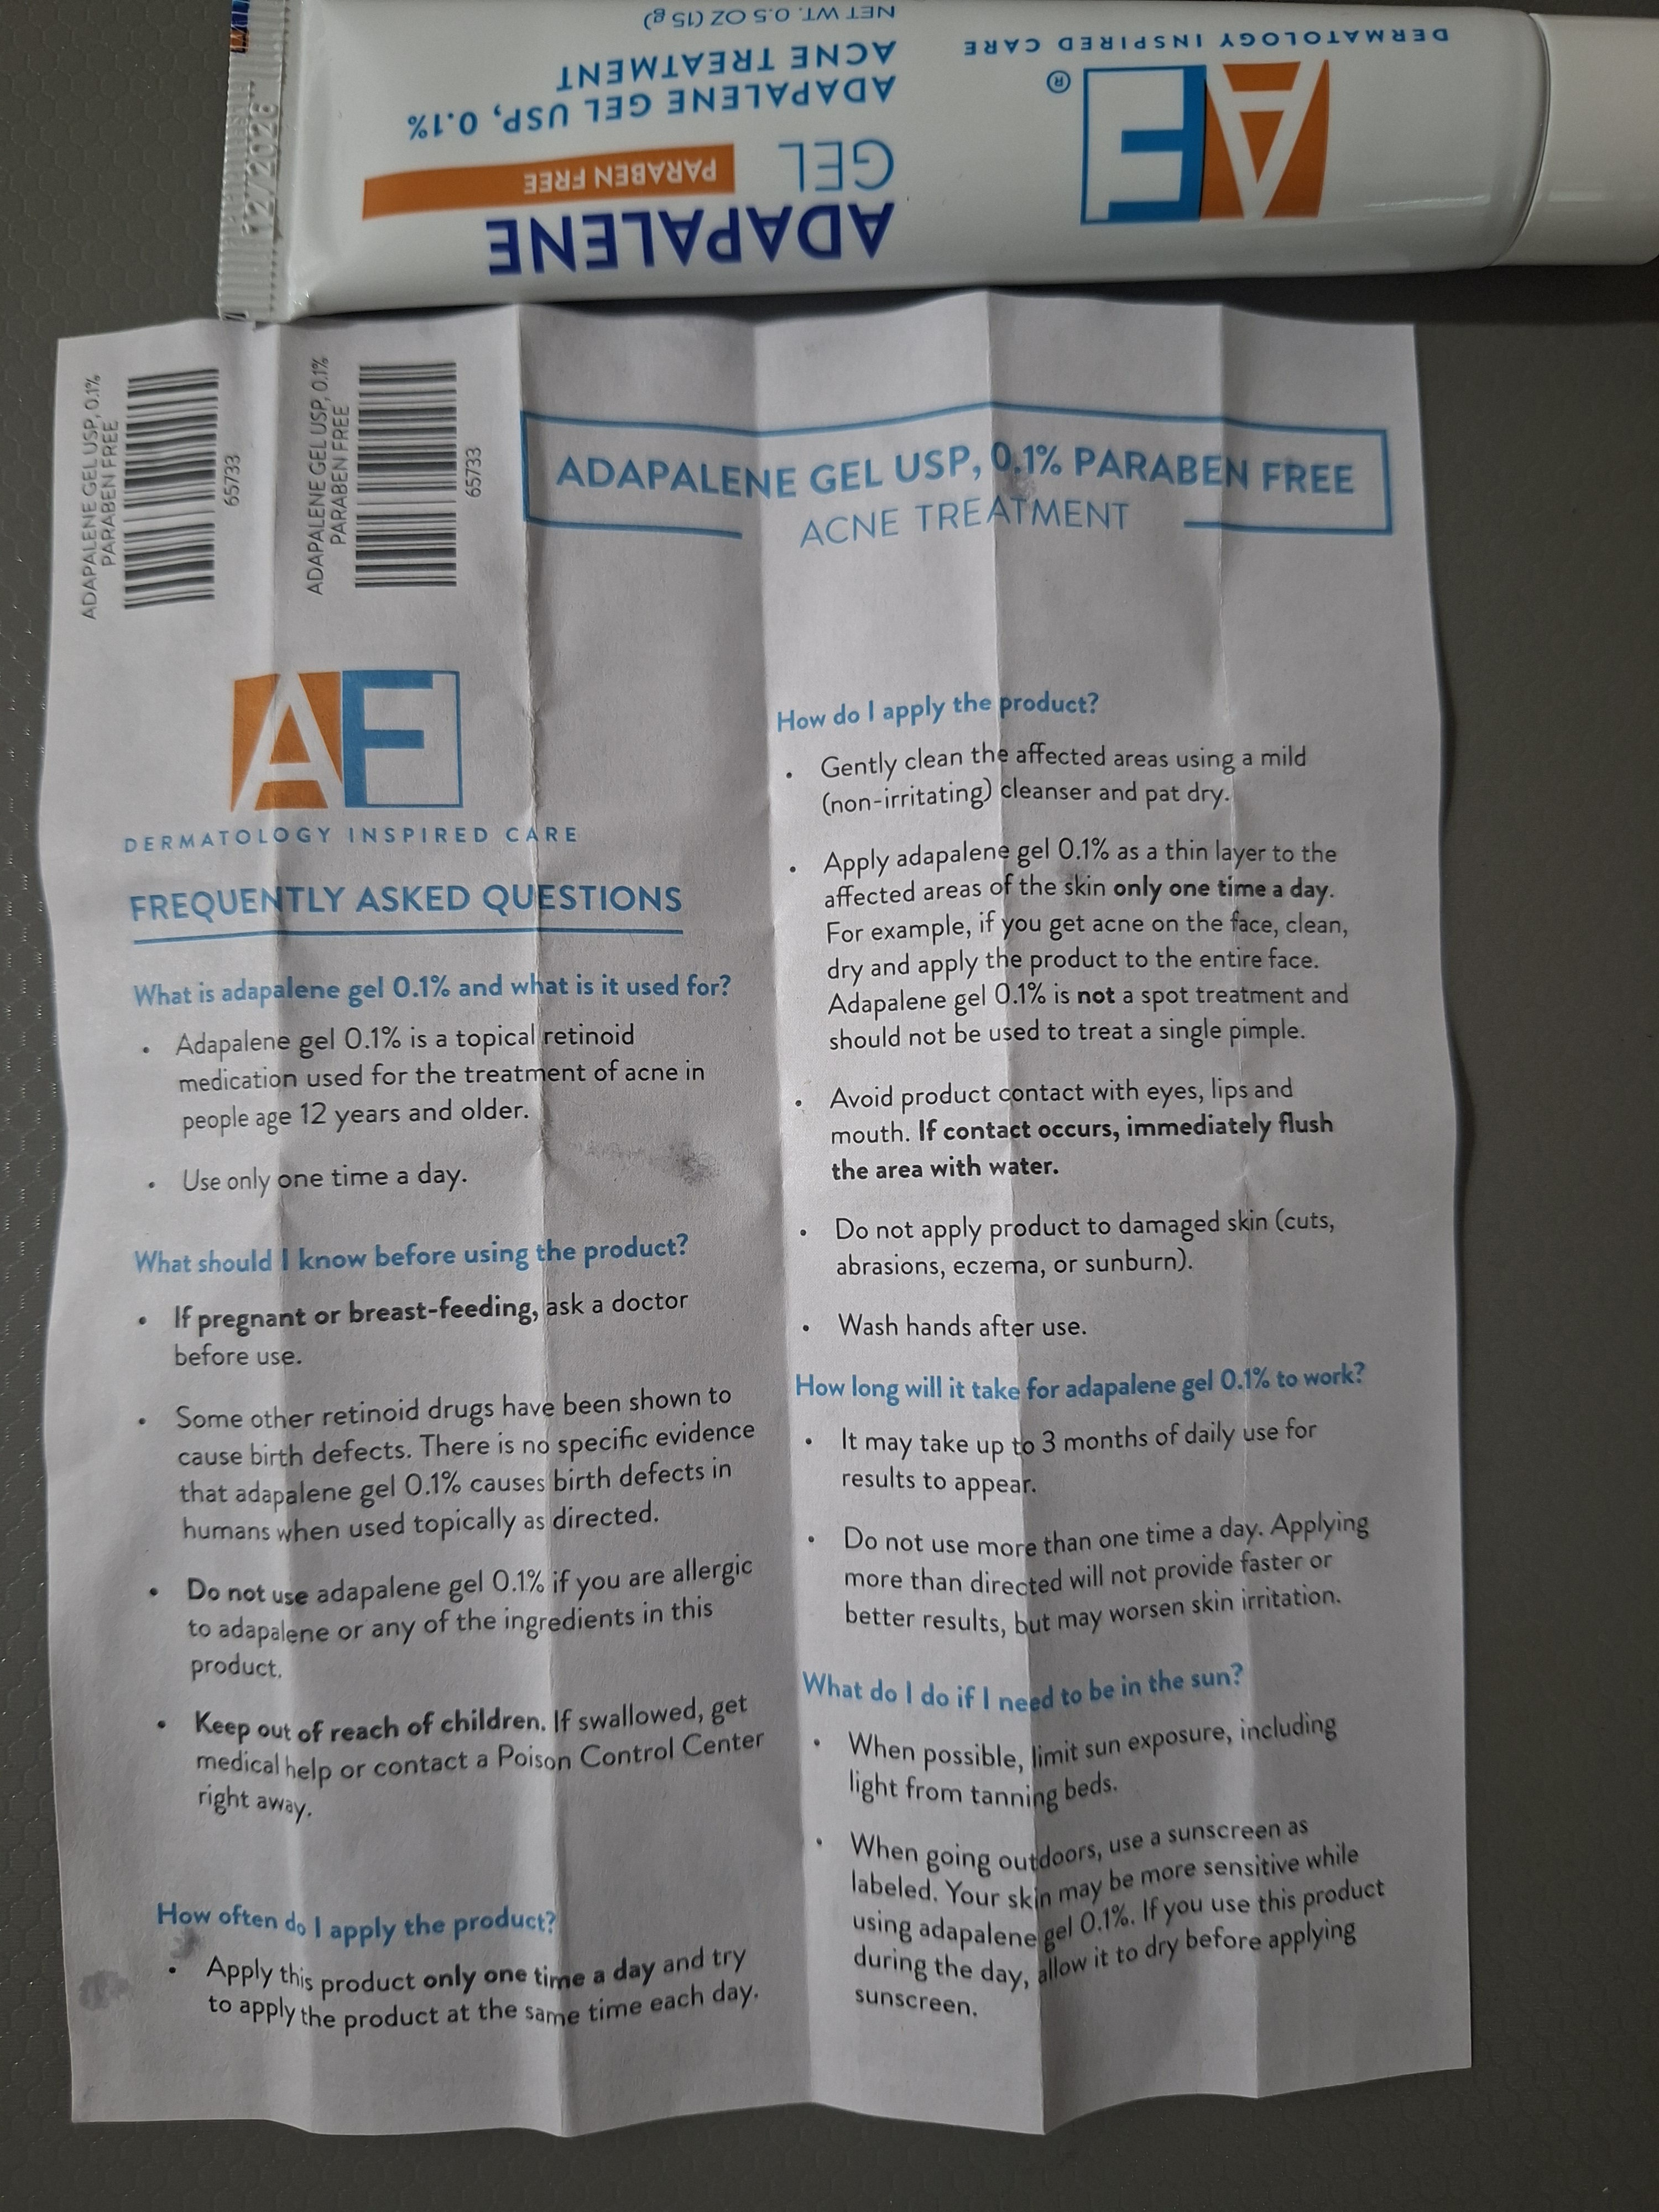 ADAPALENE
GEL
PARABEN FREE
ADAPALENE GEL USP, 0.1%
ACNE TREATMENT
NET WT. 0.5 OZ (15 g)
AF®
DERMATOLOGY INSPIRED CARE
12/2026
ADAPALENE GEL USP, 0.1%
PARABEN FREE
65733
ADAPALENE GEL USP, 0.1%
PARABEN FREE
65733
ADAPALENE GEL USP, 0.1% PARABEN FREE
ACNE TREATMENT
AF
DERMATOLOGY INSPIRED CARE
FREQUENTLY ASKED QUESTIONS
What is adapalene gel 0.1% and what is it used for?
• Adapalene gel 0.1% is a topical retinoid
medication used for the treatment of acne in
people age 12 years and older.
• Use only one time a day.
What should I know before using the product?
• If pregnant or breast-feeding, ask a doctor
before use.
• Some other retinoid drugs have been shown to
cause birth defects. There is no specific evidence
that adapalene gel 0.1% causes birth defects in
humans when used topically as directed.
• Do not use adapalene gel 0.1% if you are allergic
to adapalene or any of the ingredients in this
product.
• Keep out of reach of children. If swallowed, get
medical help or contact a Poison Control Center
right away.
How often do I apply the product?
• Apply this product only one time a day and try
to apply the product at the same time each day.
How do I apply the product?
• Gently clean the affected areas using a mild
(non-irritating) cleanser and pat dry.
• Apply adapalene gel 0.1% as a thin layer to the
affected areas of the skin only one time a day.
For example, if you get acne on the face, clean,
dry and apply the product to the entire face.
Adapalene gel 0.1% is not a spot treatment and
should not be used to treat a single pimple.
• Avoid product contact with eyes, lips and
mouth. If contact occurs, immediately flush
the area with water.
• Do not apply product to damaged skin (cuts,
abrasions, eczema, or sunburn).
• Wash hands after use.
How long will it take for adapalene gel 0.1% to work?
• It may take up to 3 months of daily use for
results to appear.
• Do not use more than one time a day. Applying
more than directed will not provide faster or
better results, but may worsen skin irritation.
What do I do if I need to be in the sun?
• When possible, limit sun exposure, including
light from tanning beds.
• When going outdoors, use a sunscreen as
labeled. Your skin may be more sensitive while
using adapalene gel 0.1%. If you use this product
during the day, allow it to dry before applying
sunscreen.